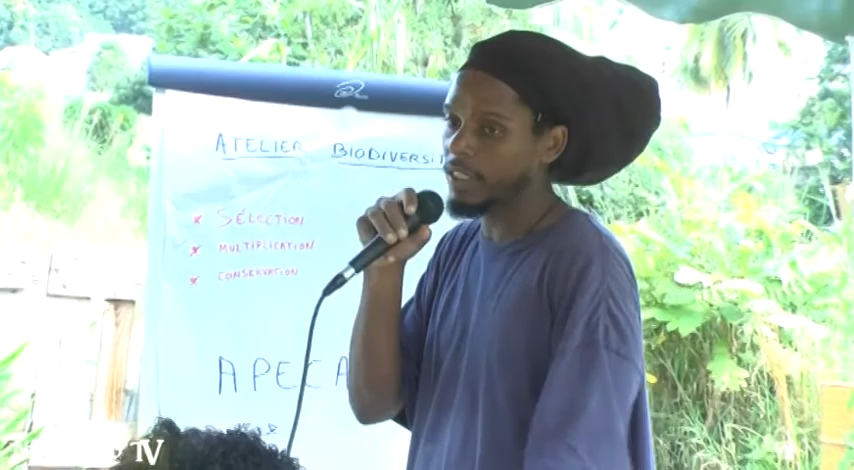 ATELIER BIODIVERSI
x SÉLECTION
x MULTIPLICATION
x CONSERVATION
APECA
TV